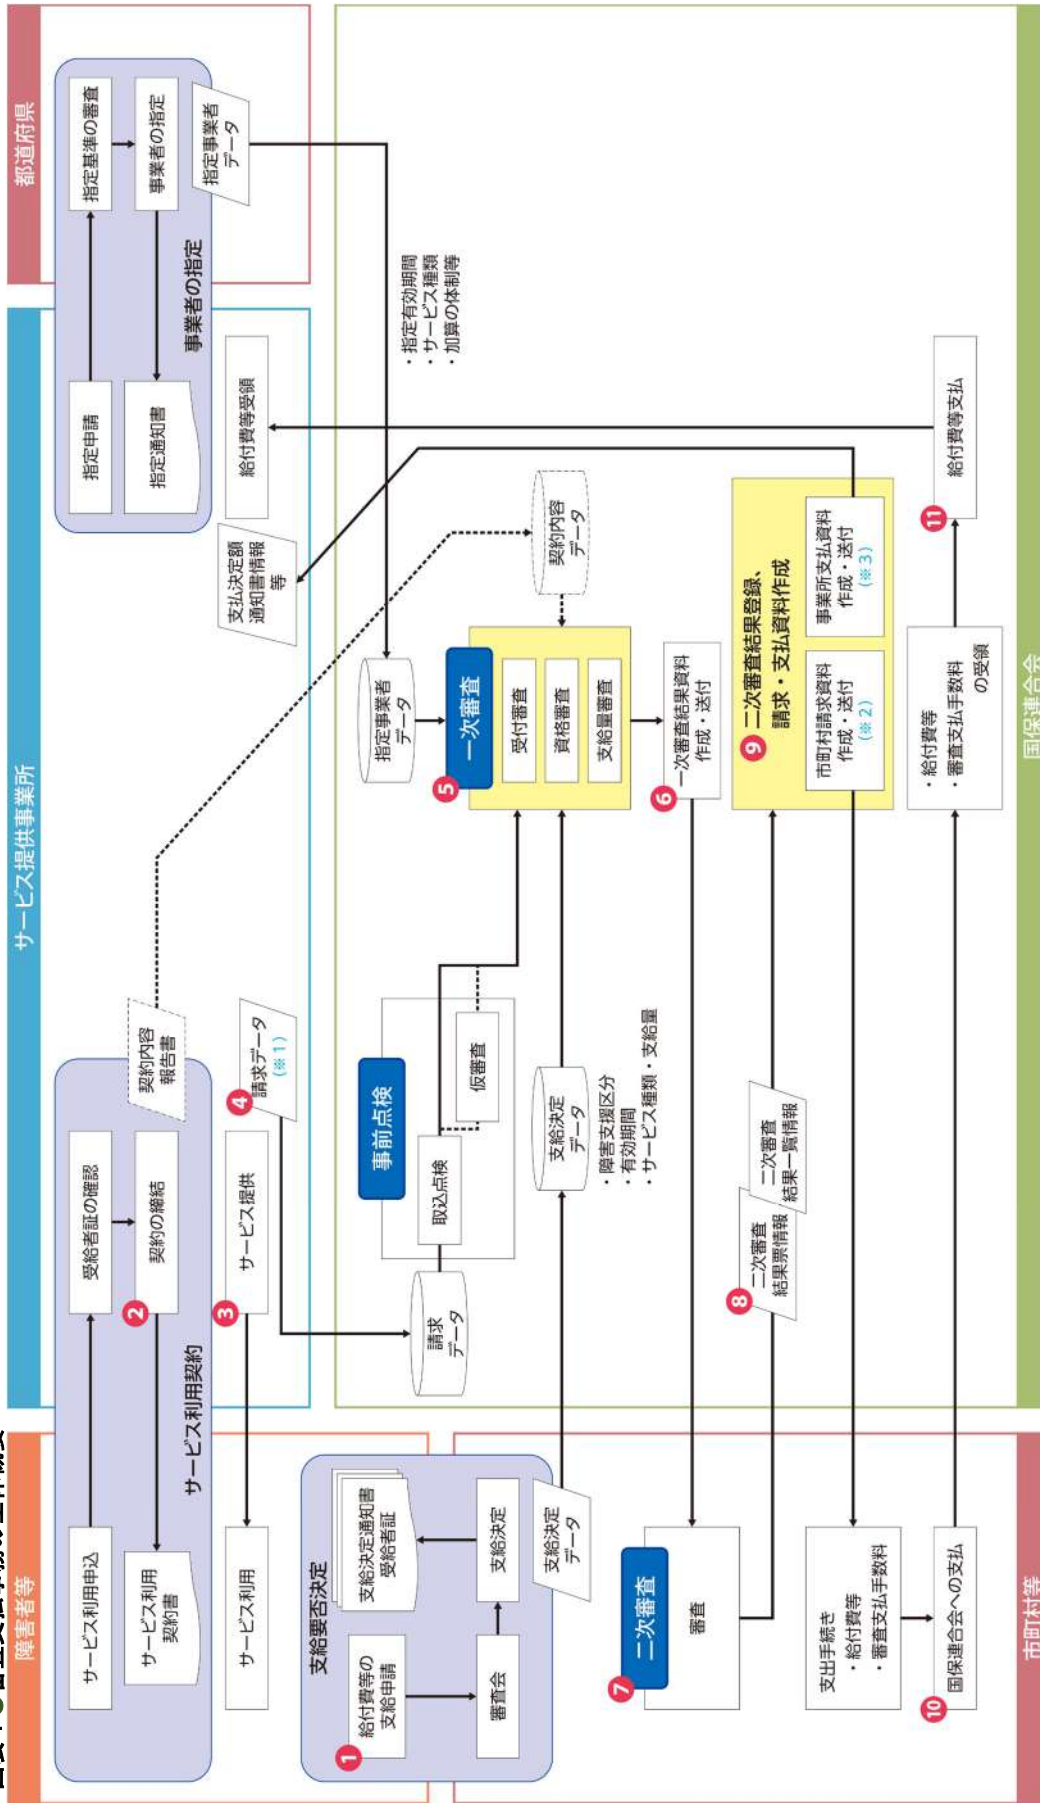 障害者等
サービス提供事業所
都道府県
サービス利用申込
受給者証の確認
サービス利用
契約書
❷
契約の締結
サービス利用契約
契約内容
報告書
指定申請
指定基準の審査
指定通知書
事業者の指定
事業者の指定
指定事業者
データ
サービス利用
❸
サービス提供
❹
請求データ
(※1)
支払決定額
通知書情報
等
給付費等受領
支給要否決定
❶
給付費等の
支給申請
支給決定通知書
受給者証
審査会
支給決定
支給決定
データ
請求
データ
事前点検
取込点検
仮審査
指定事業者
データ
・指定有効期間
・サービス種類
・加算の体制等
❺
一次審査
受付審査
資格審査
支給量審査
契約内容
データ
支給決定
データ
・障害支援区分
・有効期間
・サービス種類・支給量
❻
一次審査結果資料
作成・送付
❼
二次審査
審査
❽
二次審査
結果票情報
二次審査
結果一覧情報
❾
二次審査結果登録、
請求・支払資料作成
市町村請求資料
作成・送付
(※2)
事業所支払資料
作成・送付
(※3)
支出手続き
・給付費等
・審査支払手数料
❿
国保連合会への支払
・給付費等
・審査支払手数料
の受領
⓫
給付費等支払
市町村等
国保連合会